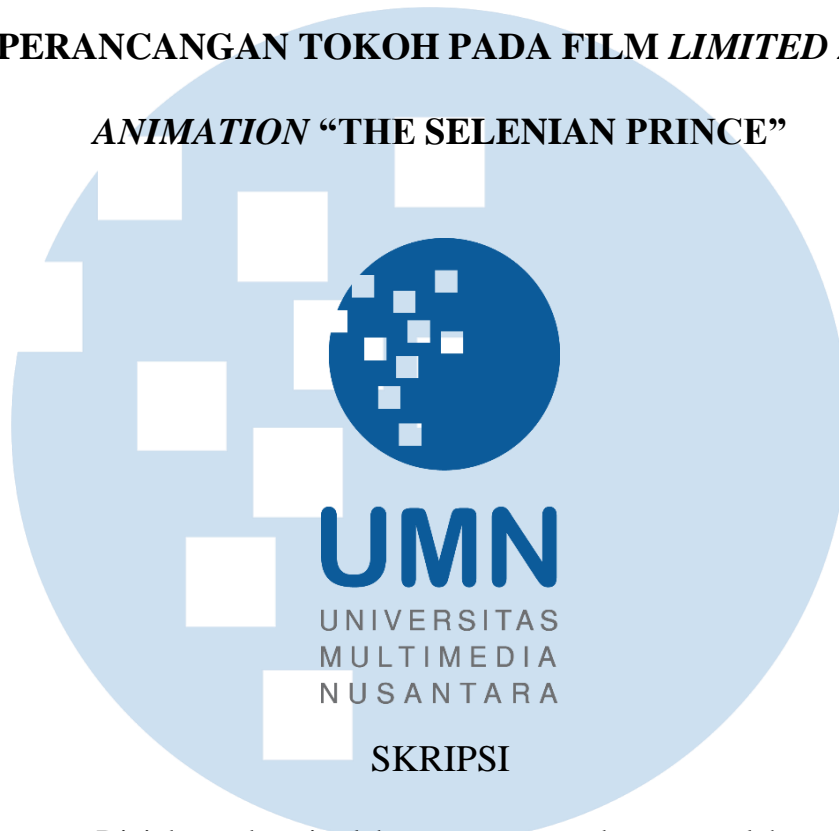 PERANCANGAN TOKOH PADA FILM LIMITED
ANIMATION “THE SELENIAN PRINCE”
UMN
UNIVERSITAS
MULTIMEDIA
NUSANTARA
SKRIPSI